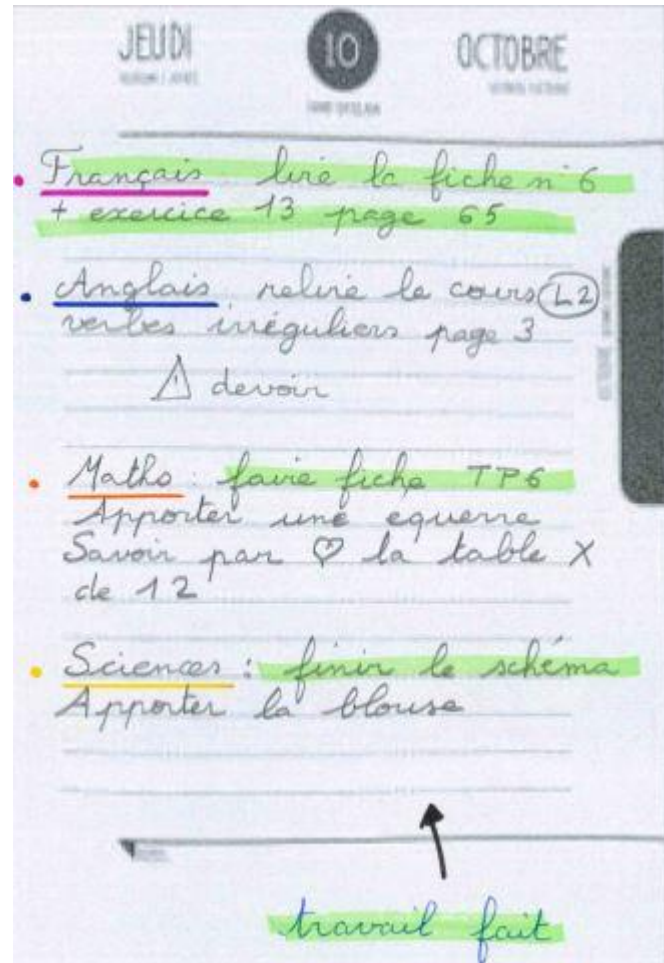 JEUDI 10 OCTOBRE
Français lire la fiche n° 6
+ exercice 13 page 65
Anglais relire le cours L2
verbes irréguliers page 3
⚠ devoir
Maths : faire fiche TP6
Apporter une équerre
Savoir par ♡ la table X
de 12
Sciences : finir le schéma
Apporter la blouse
travail fait